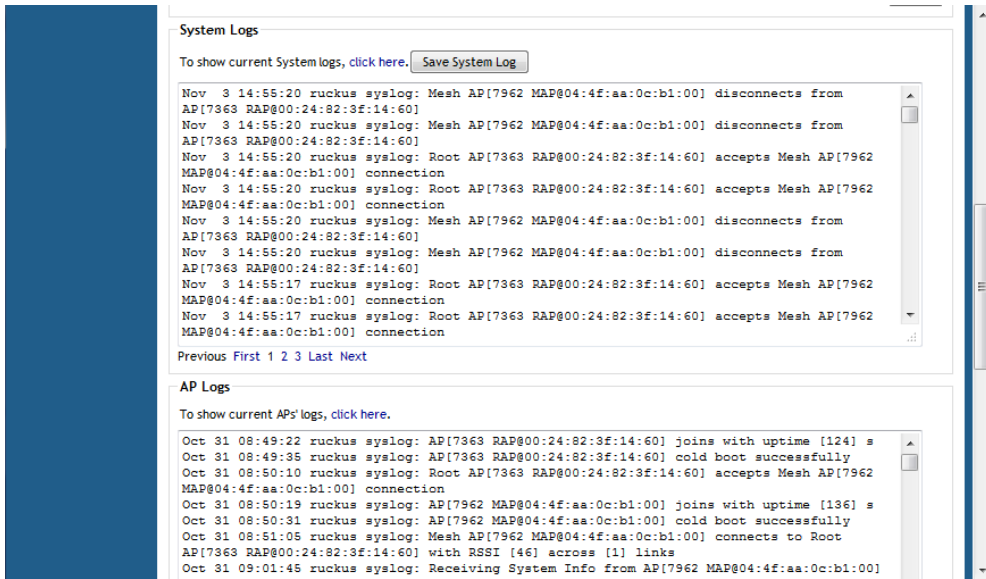 System Logs
To show current System logs, click here. Save System Log
Nov  3 14:55:20 ruckus syslog: Mesh AP[7962 MAP@04:4f:aa:0c:b1:00] disconnects from
AP[7363 RAP@00:24:82:3f:14:60]
Nov  3 14:55:20 ruckus syslog: Mesh AP[7962 MAP@04:4f:aa:0c:b1:00] disconnects from
AP[7363 RAP@00:24:82:3f:14:60]
Nov  3 14:55:20 ruckus syslog: Root AP[7363 RAP@00:24:82:3f:14:60] accepts Mesh AP[7962
MAP@04:4f:aa:0c:b1:00] connection
Nov  3 14:55:20 ruckus syslog: Root AP[7363 RAP@00:24:82:3f:14:60] accepts Mesh AP[7962
MAP@04:4f:aa:0c:b1:00] connection
Nov  3 14:55:20 ruckus syslog: Mesh AP[7962 MAP@04:4f:aa:0c:b1:00] disconnects from
AP[7363 RAP@00:24:82:3f:14:60]
Nov  3 14:55:20 ruckus syslog: Mesh AP[7962 MAP@04:4f:aa:0c:b1:00] disconnects from
AP[7363 RAP@00:24:82:3f:14:60]
Nov  3 14:55:17 ruckus syslog: Root AP[7363 RAP@00:24:82:3f:14:60] accepts Mesh AP[7962
MAP@04:4f:aa:0c:b1:00] connection
Nov  3 14:55:17 ruckus syslog: Root AP[7363 RAP@00:24:82:3f:14:60] accepts Mesh AP[7962
MAP@04:4f:aa:0c:b1:00] connection
Previous First 1 2 3 Last Next
AP Logs
To show current APs' logs, click here.
Oct 31 08:49:22 ruckus syslog: AP[7363 RAP@00:24:82:3f:14:60] joins with uptime [124] s
Oct 31 08:49:35 ruckus syslog: AP[7363 RAP@00:24:82:3f:14:60] cold boot successfully
Oct 31 08:50:10 ruckus syslog: Root AP[7363 RAP@00:24:82:3f:14:60] accepts Mesh AP[7962
MAP@04:4f:aa:0c:b1:00] connection
Oct 31 08:50:19 ruckus syslog: AP[7962 MAP@04:4f:aa:0c:b1:00] joins with uptime [136] s
Oct 31 08:50:31 ruckus syslog: AP[7962 MAP@04:4f:aa:0c:b1:00] cold boot successfully
Oct 31 08:51:05 ruckus syslog: Mesh AP[7962 MAP@04:4f:aa:0c:b1:00] connects to Root
AP[7363 RAP@00:24:82:3f:14:60] with RSSI [46] across [1] links
Oct 31 09:01:45 ruckus syslog: Receiving System Info from AP[7962 MAP@04:4f:aa:0c:b1:00]